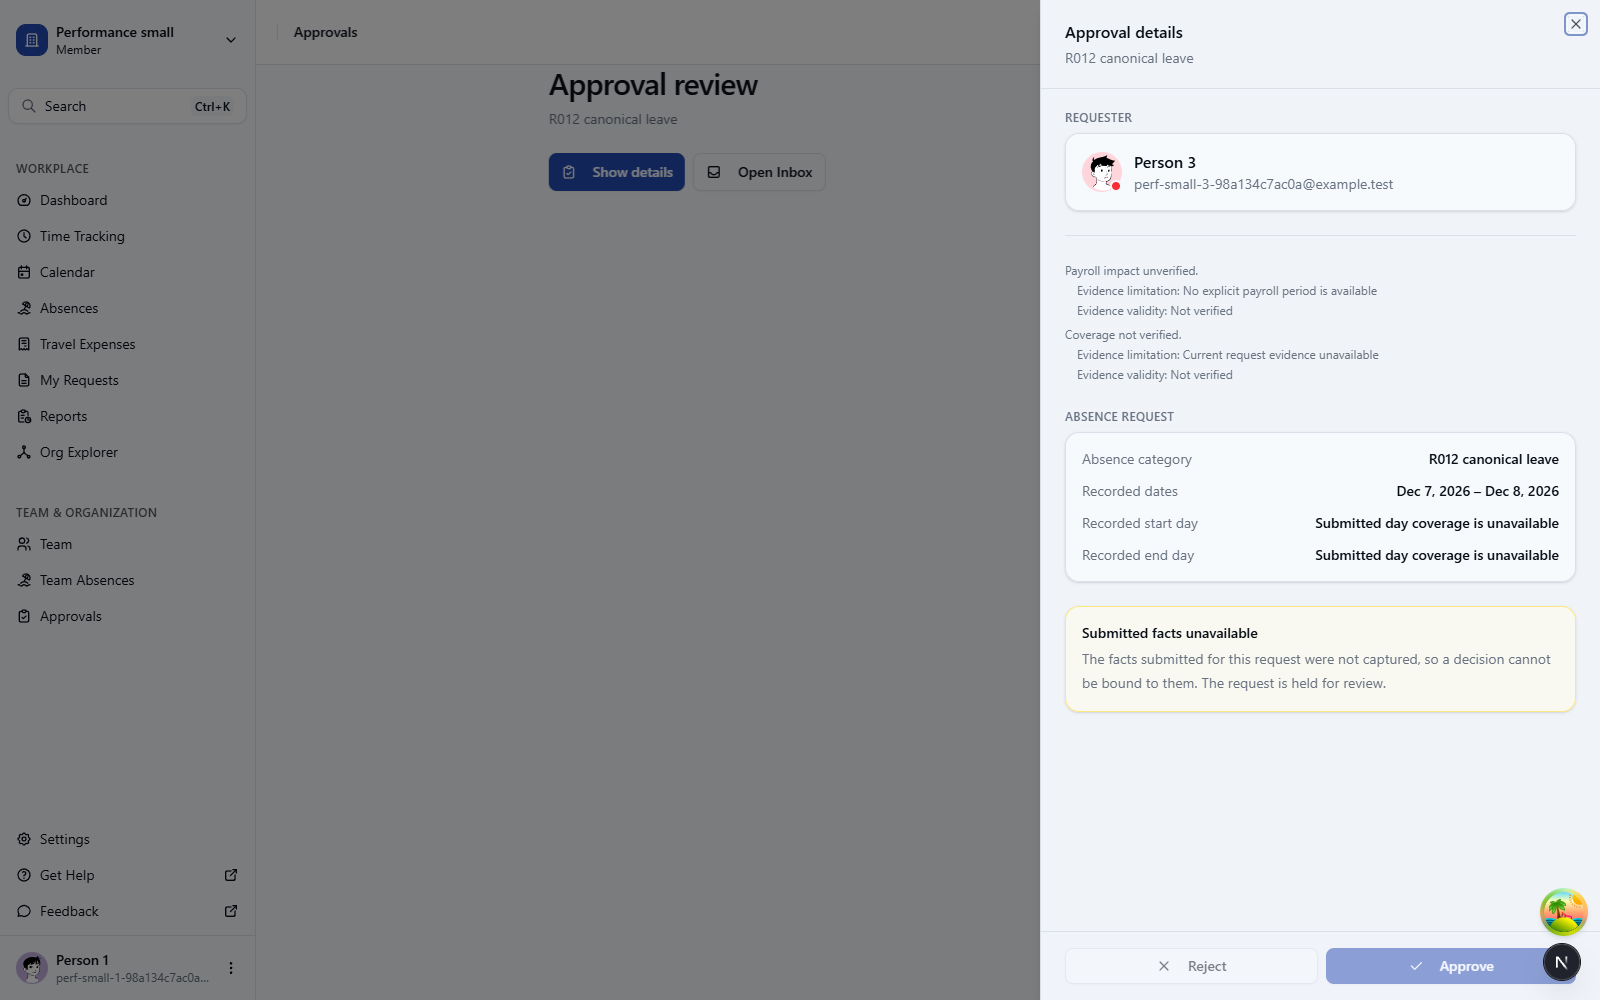 Performance small
Member
Search
Ctrl+K
WORKPLACE
Dashboard
Time Tracking
Calendar
Absences
Travel Expenses
My Requests
Reports
Org Explorer
TEAM & ORGANIZATION
Team
Team Absences
Approvals
Settings
Get Help
Feedback
Person 1
perf-small-1-98a134c7ac0a...
Approvals
Approval review
R012 canonical leave
Show details
Open Inbox
Approval details
R012 canonical leave
REQUESTER
Person 3
perf-small-3-98a134c7ac0a@example.test
Payroll impact unverified.
Evidence limitation: No explicit payroll period is available
Evidence validity: Not verified
Coverage not verified.
Evidence limitation: Current request evidence unavailable
Evidence validity: Not verified
ABSENCE REQUEST
Absence category R012 canonical leave
Recorded dates Dec 7, 2026 – Dec 8, 2026
Recorded start day Submitted day coverage is unavailable
Recorded end day Submitted day coverage is unavailable
Submitted facts unavailable
The facts submitted for this request were not captured, so a decision cannot
be bound to them. The request is held for review.
Reject
Approve
N